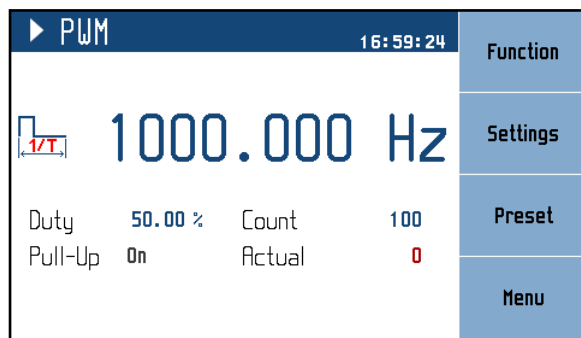 PWM 16:59:24
Function
1/T 1000.000 Hz
Settings
Duty 50.00 % Count 100
Preset
Pull-Up On Actual 0
Menu